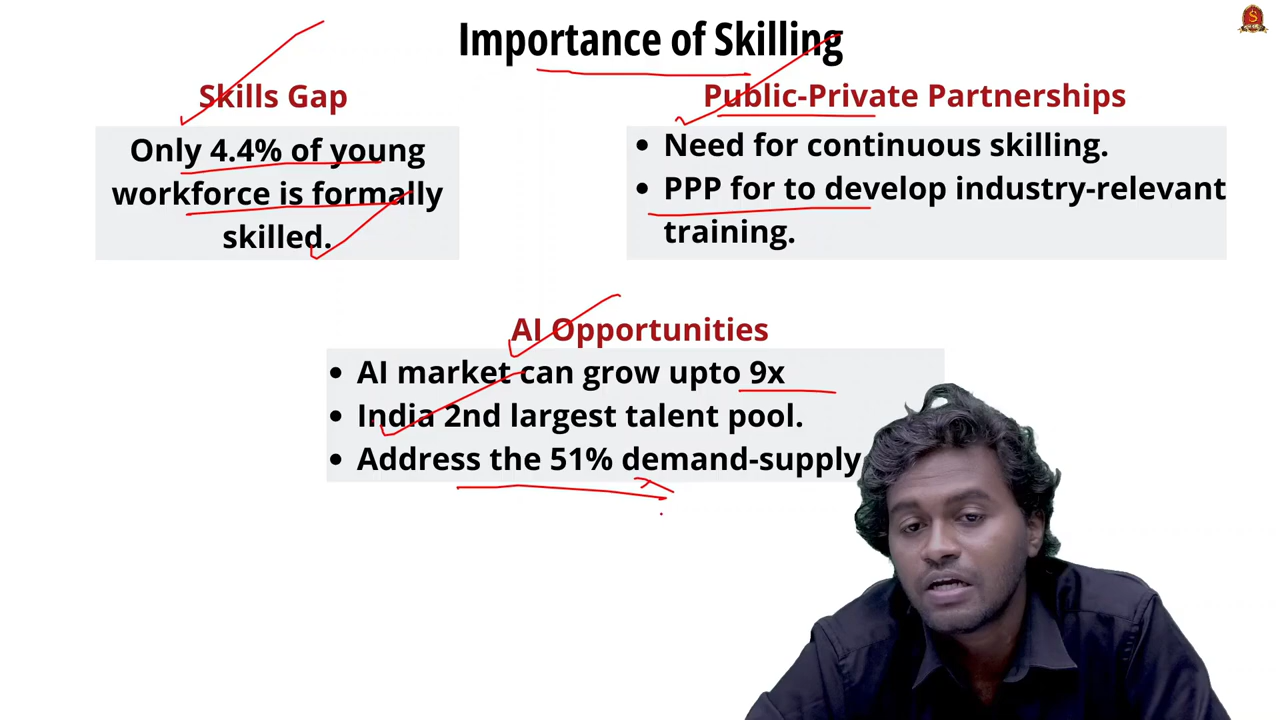 Importance of Skilling
Skills Gap
Only 4.4% of young
workforce is formally
skilled.
Public-Private Partnerships
• Need for continuous skilling.
• PPP for to develop industry-relevant
training.
AI Opportunities
• AI market can grow upto 9x
• India 2nd largest talent pool.
• Address the 51% demand-supply